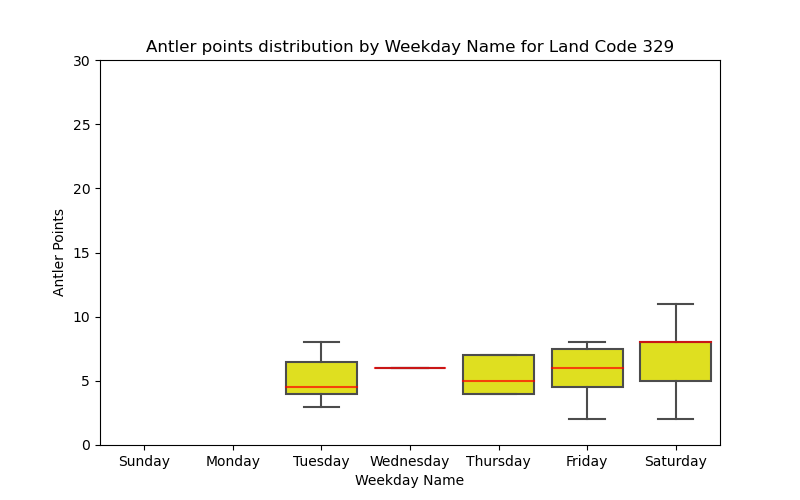 Antler points distribution by Weekday Name for Land Code 329
30
25
20
15
10
5
0
Antler Points
Sunday Monday Tuesday Wednesday Thursday Friday Saturday
Weekday Name